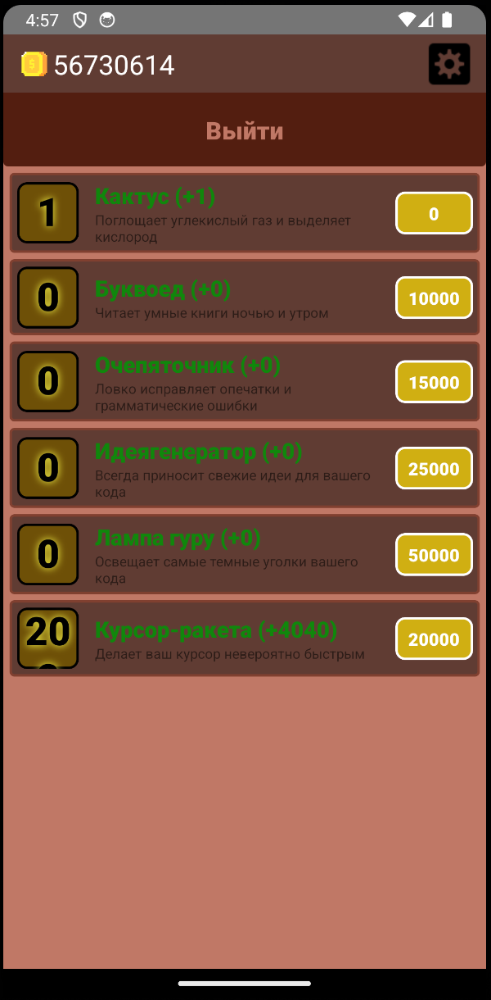 4:57
56730614
Выйти
1
Кактус (+1)
Поглощает углекислый газ и выделяет
кислород
0
0
Буквоед (+0)
Читает умные книги ночью и утром
10000
0
Очепяточник (+0)
Ловко исправляет опечатки и
грамматические ошибки
15000
0
Идеягенератор (+0)
Всегда приносит свежие идеи для вашего
кода
25000
0
Лампа гуру (+0)
Освещает самые темные уголки вашего
кода
50000
20
Курсор-ракета (+4040)
Делает ваш курсор невероятно быстрым
20000